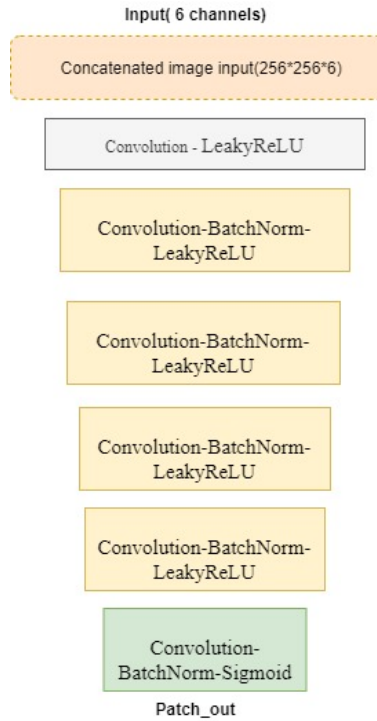 Input( 6 channels)
Concatenated image input(256*256*6)
Convolution - LeakyReLU
Convolution-BatchNorm-
LeakyReLU
Convolution-BatchNorm-
LeakyReLU
Convolution-BatchNorm-
LeakyReLU
Convolution-BatchNorm-
LeakyReLU
Convolution-
BatchNorm-Sigmoid
Patch_out